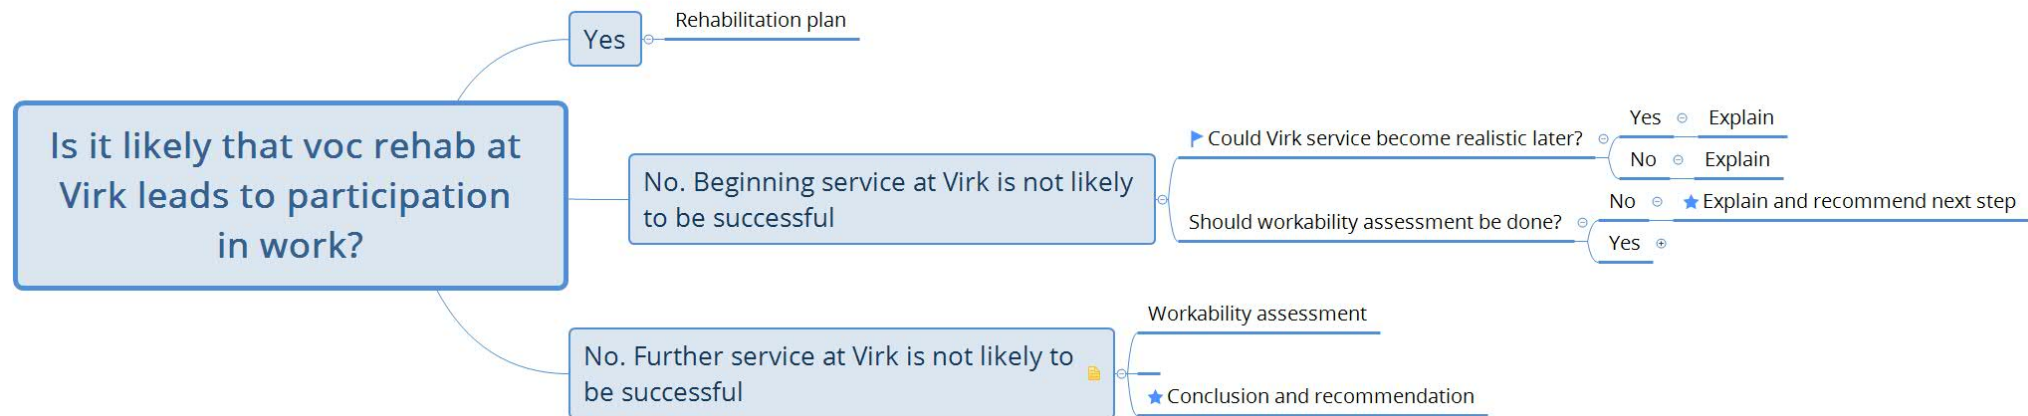 Is it likely that voc rehab at
Virk leads to participation
in work?
Yes
Rehabilitation plan
No. Beginning service at Virk is not likely
to be successful
Could Virk service become realistic later?
Yes
Explain
No
Explain
Should workability assessment be done?
No
Explain and recommend next step
Yes
No. Further service at Virk is not likely to
be successful
Workability assessment
Conclusion and recommendation